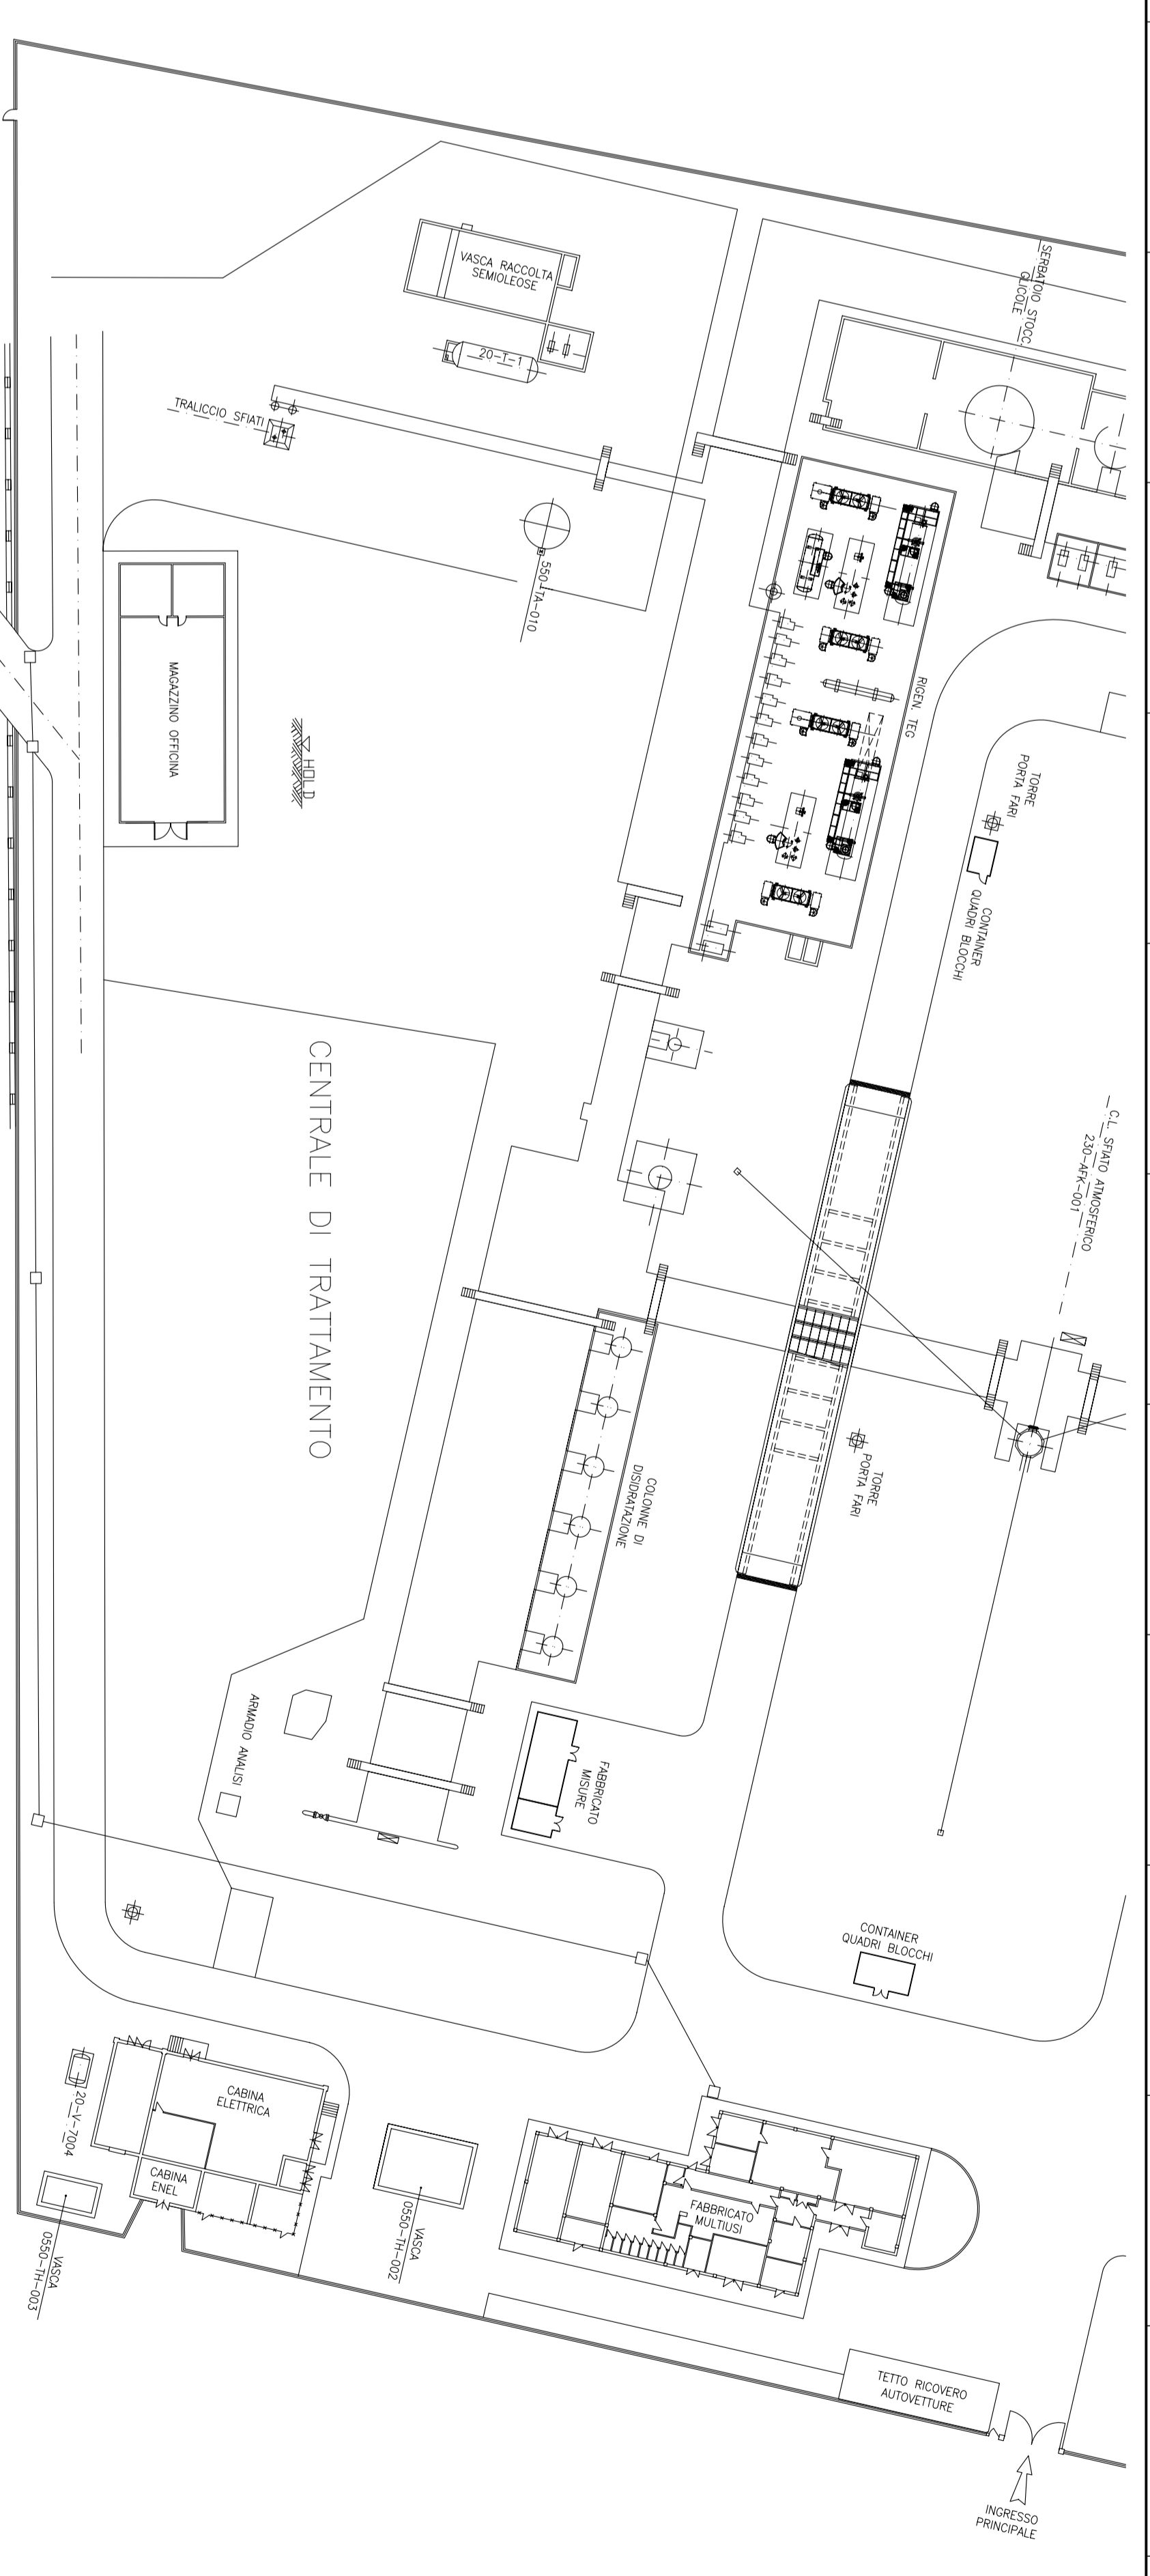 SERBATOIO STOCC.
GLICOLE
VASCA RACCOLTA
SEMIOLEOSE
20-T-1
TRALICCIO SFIATI
550-TA-010
RIGEN. TEG
MAGAZZINO OFFICINA
HOLD
TORRE
PORTA FARI
CONTAINER
QUADRI BLOCCHI
CENTRALE DI TRATTAMENTO
C.L. SFIATO ATMOSFERICO
230-AFK-001
TORRE
PORTA FARI
COLONNE DI
DISIDRATAZIONE
ARMADIO ANALISI
FABBRICATO
MISURE
CONTAINER
QUADRI BLOCCHI
CABINA
ELETTRICA
20-V-7004
CABINA
ENEL
VASCA
0550-TH-003
VASCA
0550-TH-002
FABBRICATO
MULTIUSI
TETTO RICOVERO
AUTOVETTURE
INGRESSO
PRINCIPALE